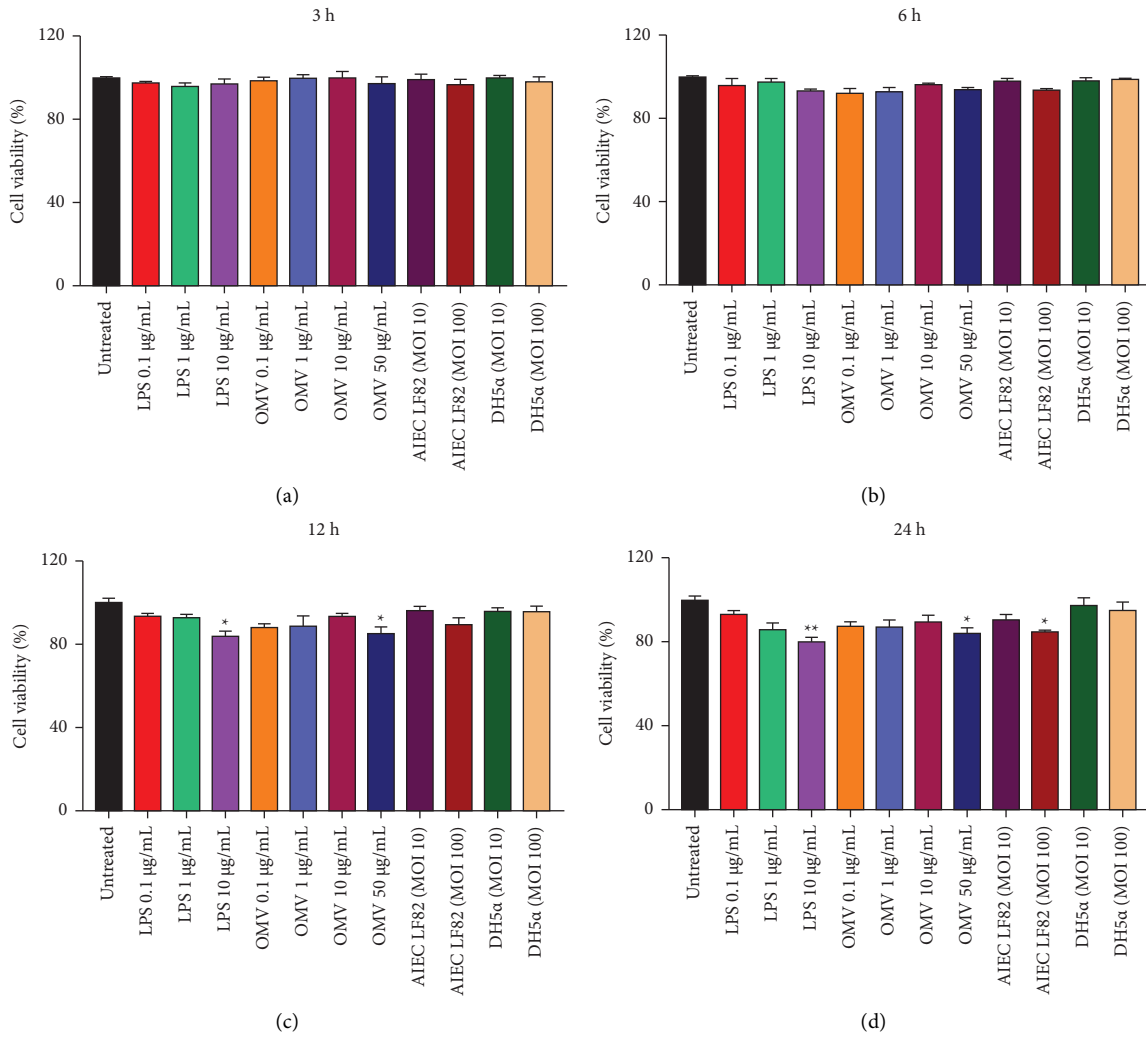 3 h
Cell viability (%)
120
80
40
0
Untreated
LPS 0.1 µg/mL
LPS 1 µg/mL
LPS 10 µg/mL
OMV 0.1 µg/mL
OMV 1 µg/mL
OMV 10 µg/mL
OMV 50 µg/mL
AIEC LF82 (MOI 10)
AIEC LF82 (MOI 100)
DH5α (MOI 10)
DH5α (MOI 100)
(a)
6 h
Cell viability (%)
120
80
40
0
Untreated
LPS 0.1 µg/mL
LPS 1 µg/mL
LPS 10 µg/mL
OMV 0.1 µg/mL
OMV 1 µg/mL
OMV 10 µg/mL
OMV 50 µg/mL
AIEC LF82 (MOI 10)
AIEC LF82 (MOI 100)
DH5α (MOI 10)
DH5α (MOI 100)
(b)
12 h
Cell viability (%)
120
80
40
0
*
*
Untreated
LPS 0.1 µg/mL
LPS 1 µg/mL
LPS 10 µg/mL
OMV 0.1 µg/mL
OMV 1 µg/mL
OMV 10 µg/mL
OMV 50 µg/mL
AIEC LF82 (MOI 10)
AIEC LF82 (MOI 100)
DH5α (MOI 10)
DH5α (MOI 100)
(c)
24 h
Cell viability (%)
120
80
40
0
**
*
*
Untreated
LPS 0.1 µg/mL
LPS 1 µg/mL
LPS 10 µg/mL
OMV 0.1 µg/mL
OMV 1 µg/mL
OMV 10 µg/mL
OMV 50 µg/mL
AIEC LF82 (MOI 10)
AIEC LF82 (MOI 100)
DH5α (MOI 10)
DH5α (MOI 100)
(d)